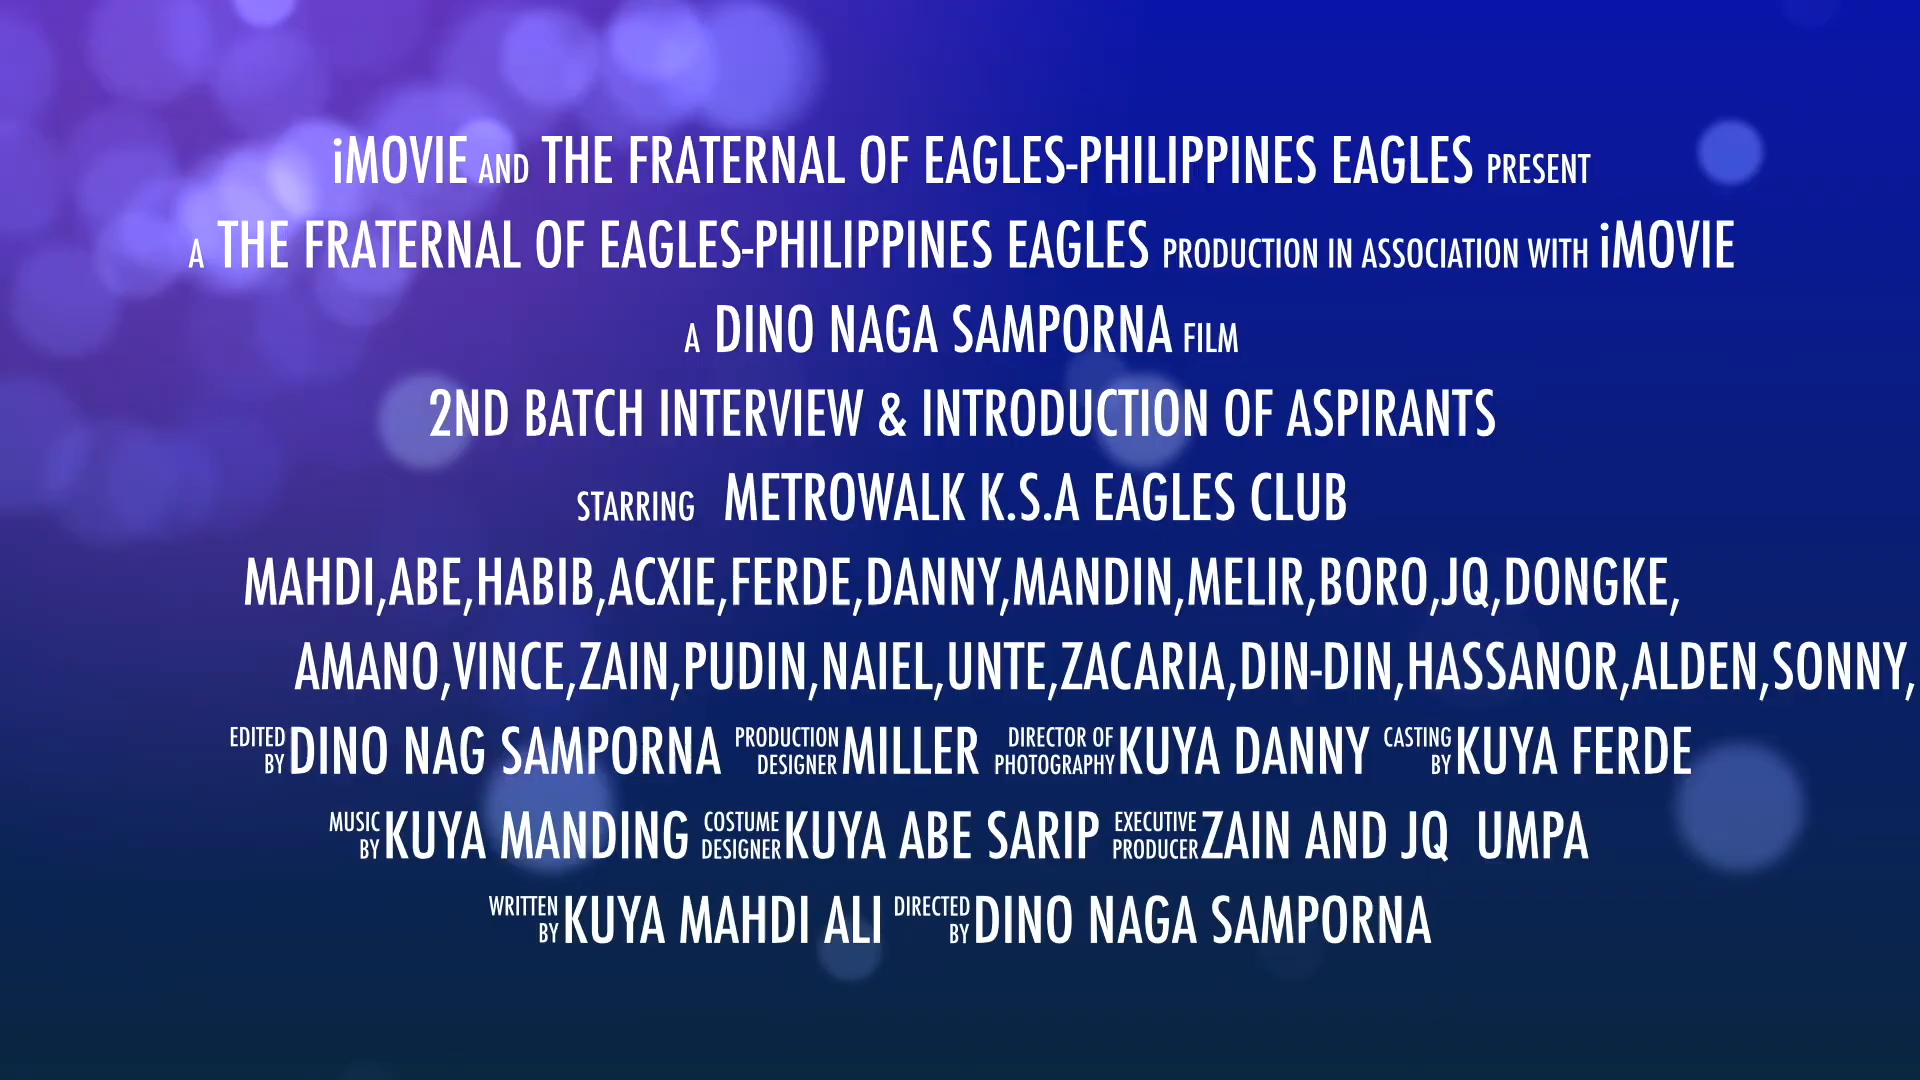 iMOVIE AND THE FRATERNAL OF EAGLES-PHILIPPINES EAGLES PRESENT
A THE FRATERNAL OF EAGLES-PHILIPPINES EAGLES PRODUCTION IN ASSOCIATION WITH iMOVIE
A DINO NAGA SAMPORNA FILM
2ND BATCH INTERVIEW & INTRODUCTION OF ASPIRANTS
STARRING METROWALK K.S.A EAGLES CLUB
MAHDI,ABE,HABIB,ACXIE,FERDE,DANNY,MANDIN,MELIR,BORO,JQ,DONGKE,
AMANO,VINCE,ZAIN,PUDIN,NAIEL,UNTE,ZACARIA,DIN-DIN,HASSANOR,ALDEN,SONNY,
EDITED BY DINO NAG SAMPORNA PRODUCTION DESIGNER MILLER DIRECTOR OF PHOTOGRAPHY KUYA DANNY CASTING BY KUYA FERDE
MUSIC BY KUYA MANDING COSTUME DESIGNER KUYA ABE SARIP EXECUTIVE PRODUCER ZAIN AND JQ UMPA
WRITTEN BY KUYA MAHDI ALI DIRECTED BY DINO NAGA SAMPORNA